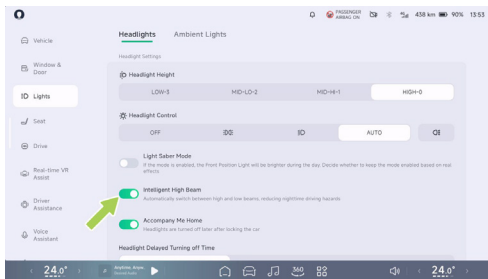 PASSENGER
AIRBAG ON
438 km
90%
13:53
Vehicle
Headlights
Ambient Lights
Headlight Settings
Window &
Door
Headlight Height
LOW-3
MID-LO-2
MID-HI-1
HIGH-0
Lights
Headlight Control
Seat
OFF
AUTO
Drive
Light Saber Mode
If the mode is enabled, the Front Position Light will be brighter during the day. Decide whether to keep the mode enabled based on real
effects
Real-time VR
Assist
Intelligent High Beam
Automatically switch between high and low beams, reducing nighttime driving hazards
Driver
Assistance
Accompany Me Home
Headlights are turned off later after locking the car
Voice
Assistant
Headlight Delayed Turning off Time
24.0°
360
24.0°